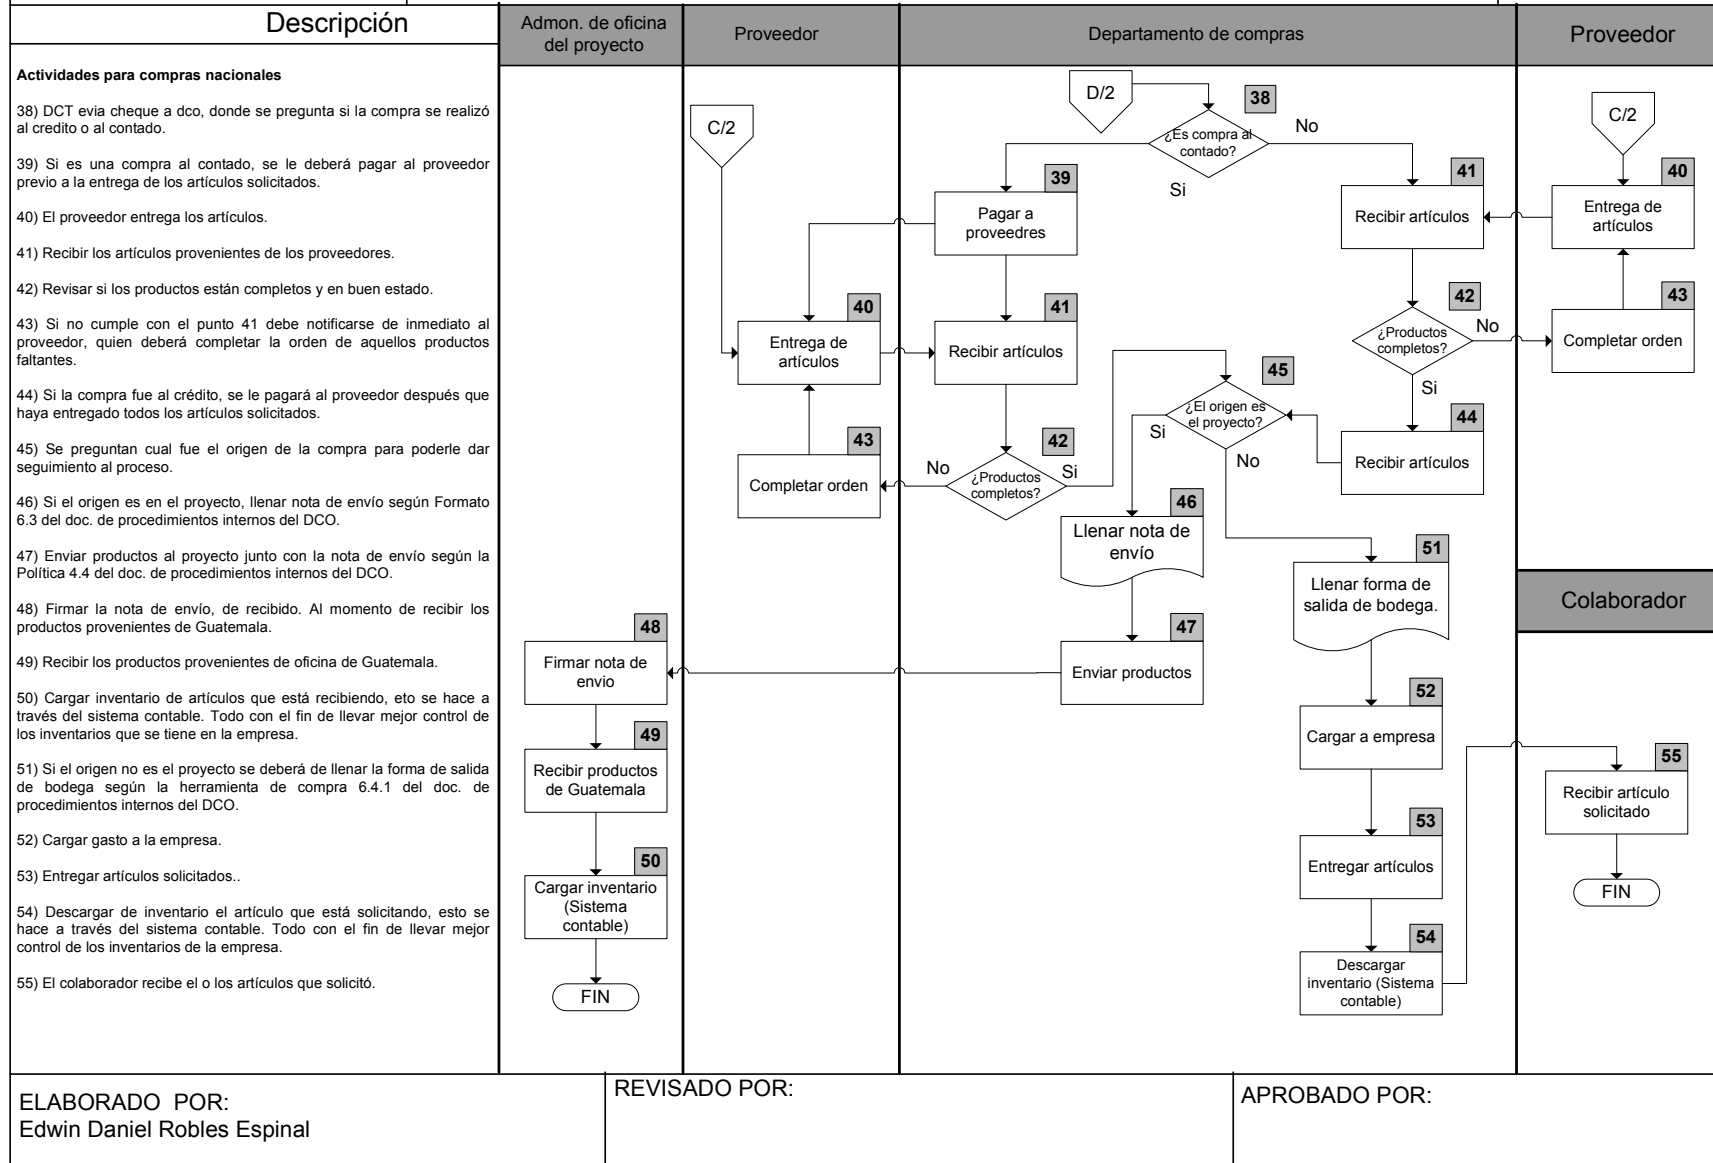 Descripción
Admon. de oficina
del proyecto
Proveedor
Departamento de compras
Proveedor
Actividades para compras nacionales
38) DCT evia cheque a dco, donde se pregunta si la compra se realizó
al credito o al contado.
39) Si es una compra al contado, se le deberá pagar al proveedor
previo a la entrega de los artículos solicitados.
40) El proveedor entrega los artículos.
41) Recibir los artículos provenientes de los proveedores.
42) Revisar si los productos están completos y en buen estado.
43) Si no cumple con el punto 41 debe notificarse de inmediato al
proveedor, quien deberá completar la orden de aquellos productos
faltantes.
44) Si la compra fue al crédito, se le pagará al proveedor después que
haya entregado todos los artículos solicitados.
45) Se preguntan cual fue el origen de la compra para poderle dar
seguimiento al proceso.
46) Si el origen es en el proyecto, llenar nota de envío según Formato
6.3 del doc. de procedimientos internos del DCO.
47) Enviar productos al proyecto junto con la nota de envío según la
Política 4.4 del doc. de procedimientos internos del DCO.
48) Firmar la nota de envío, de recibido. Al momento de recibir los
productos provenientes de Guatemala.
49) Recibir los productos provenientes de oficina de Guatemala.
50) Cargar inventario de artículos que está recibiendo, eto se hace a
través del sistema contable. Todo con el fin de llevar mejor control de
los inventarios que se tiene en la empresa.
51) Si el origen no es el proyecto se deberá de llenar la forma de salida
de bodega según la herramienta de compra 6.4.1 del doc. de
procedimientos internos del DCO.
52) Cargar gasto a la empresa.
53) Entregar artículos solicitados..
54) Descargar de inventario el artículo que está solicitando, esto se
hace a través del sistema contable. Todo con el fin de llevar mejor
control de los inventarios de la empresa.
55) El colaborador recibe el o los artículos que solicitó.
48
Firmar nota de
envio
49
Recibir productos
de Guatemala
50
Cargar inventario
(Sistema
contable)
FIN
C/2
40
Entrega de
artículos
43
Completar orden
D/2
38
¿Es compra al
contado?
No
Si
39
Pagar a
proveedres
41
Recibir artículos
42
¿Productos
completos?
No
Si
41
Recibir artículos
42
¿Productos
completos?
No
Si
44
Recibir artículos
45
¿El origen es
el proyecto?
Si
No
46
Llenar nota de
envío
47
Enviar productos
51
Llenar forma de
salida de bodega.
52
Cargar a empresa
53
Entregar artículos
54
Descargar
inventario (Sistema
contable)
C/2
40
Entrega de
artículos
43
Completar orden
Colaborador
55
Recibir artículo
solicitado
FIN
ELABORADO POR:
Edwin Daniel Robles Espinal
REVISADO POR:
APROBADO POR: